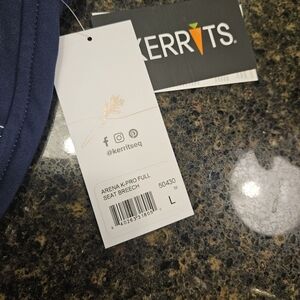 KERRITS.
@kerritseq
ARENA K-PRO FULL 50430
SEAT BREECH
L